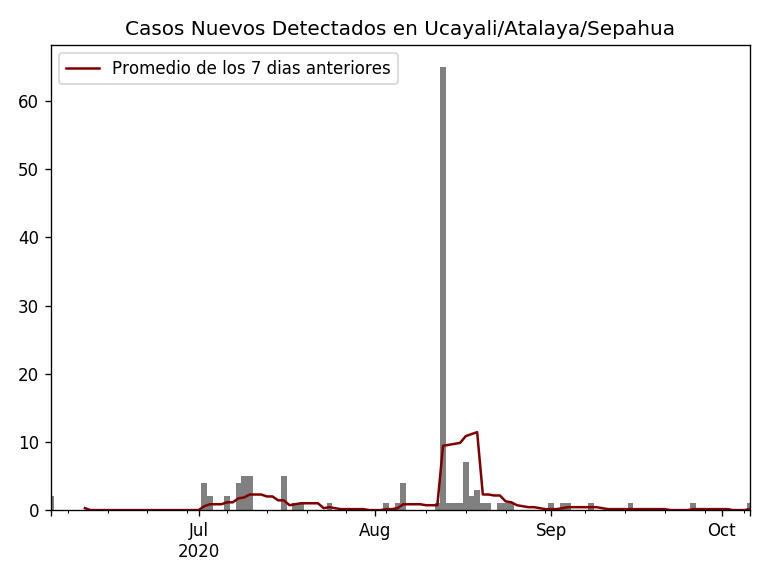 Casos Nuevos Detectados en Ucayali/Atalaya/Sepahua
Promedio de los 7 dias anteriores
60
50
40
30
20
10
0
Jul
2020
Aug
Sep
Oct